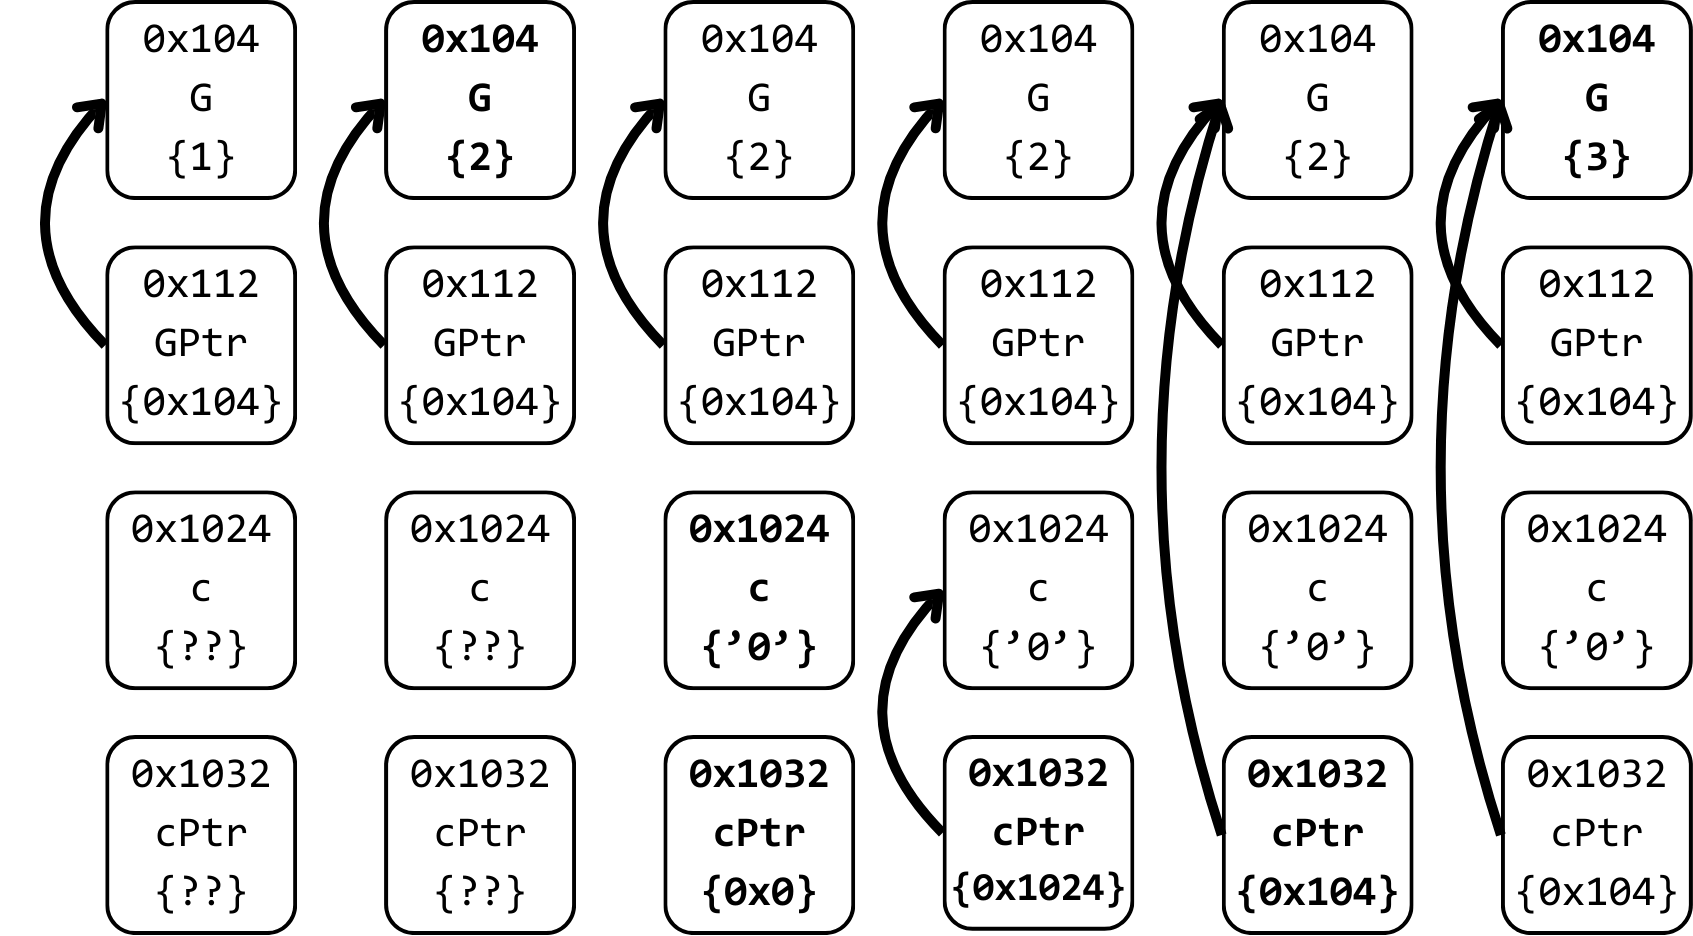 0x104 0x104 0x104 0x104 0x104 0x104
G G G G G G
{1} {2} {2} {2} {2} {3}
0x112 0x112 0x112 0x112 0x112 0x112
GPtr GPtr GPtr GPtr GPtr GPtr
{0x104} {0x104} {0x104} {0x104} {0x104} {0x104}
0x1024 0x1024 0x1024 0x1024 0x1024 0x1024
c c c c c c
{??} {??} {’0’} {’0’} {’0’} {’0’}
0x1032 0x1032 0x1032 0x1032 0x1032 0x1032
cPtr cPtr cPtr cPtr cPtr cPtr
{??} {??} {0x0} {0x1024} {0x104} {0x104}